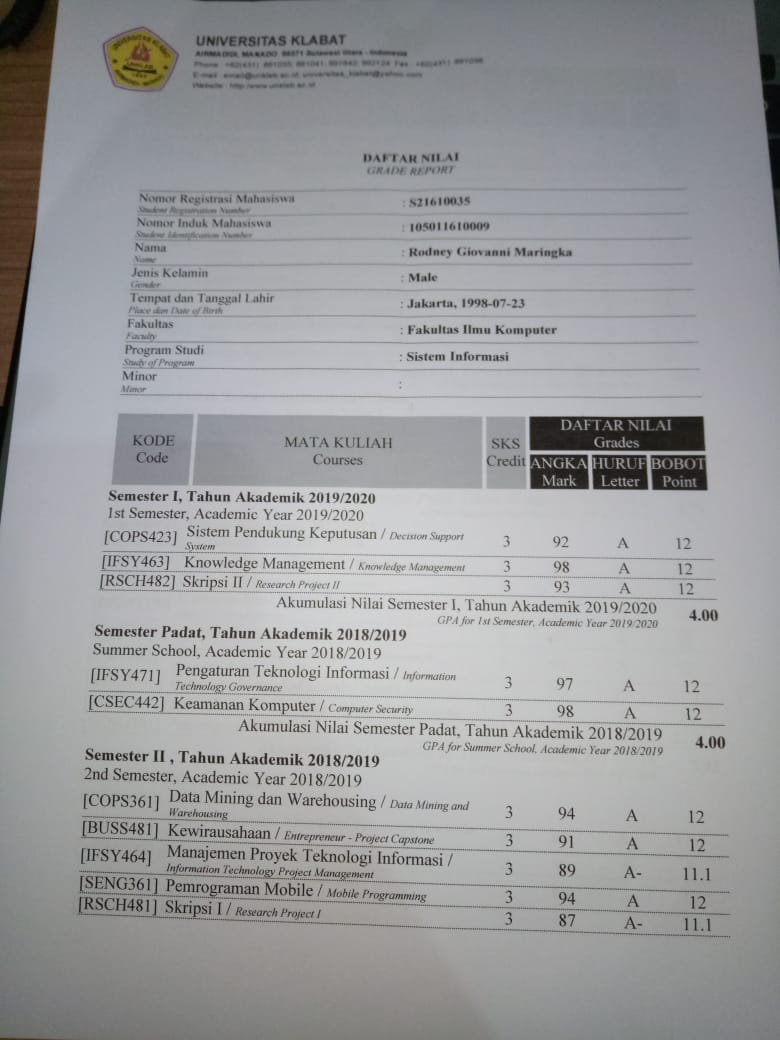 UNIVERSITAS KLABAT
AIRMADIDI, MANADO 95371 Sulawesi Utara - Indonesia
Website : http://www.unklab.ac.id
DAFTAR NILAI
GRADE REPORT
Nomor Registrasi Mahasiswa : S21610035
Student Registration Number
Nomor Induk Mahasiswa : 105011610009
Student Identification Number
Nama : Rodney Giovanni Maringka
Name
Jenis Kelamin : Male
Gender
Tempat dan Tanggal Lahir : Jakarta, 1998-07-23
Place dan Date of Birth
Fakultas : Fakultas Ilmu Komputer
Faculty
Program Studi : Sistem Informasi
Study of Program
Minor :
Minor
KODE MATA KULIAH SKS DAFTAR NILAI
Code Courses Credit Grades
ANGKA HURUF BOBOT
Mark Letter Point
Semester I, Tahun Akademik 2019/2020
1st Semester, Academic Year 2019/2020
[COPS423] Sistem Pendukung Keputusan / Decision Support 3 92 A 12
System
[IFSY463] Knowledge Management / Knowledge Management 3 98 A 12
[RSCH482] Skripsi II / Research Project II 3 93 A 12
Akumulasi Nilai Semester I, Tahun Akademik 2019/2020 4.00
GPA for 1st Semester, Academic Year 2019/2020
Semester Padat, Tahun Akademik 2018/2019
Summer School, Academic Year 2018/2019
[IFSY471] Pengaturan Teknologi Informasi / Information 3 97 A 12
Technology Governance
[CSEC442] Keamanan Komputer / Computer Security 3 98 A 12
Akumulasi Nilai Semester Padat, Tahun Akademik 2018/2019 4.00
GPA for Summer School, Academic Year 2018/2019
Semester II , Tahun Akademik 2018/2019
2nd Semester, Academic Year 2018/2019
[COPS361] Data Mining dan Warehousing / Data Mining and 3 94 A 12
Warehousing
[BUSS481] Kewirausahaan / Entrepreneur - Project Capstone 3 91 A 12
[IFSY464] Manajemen Proyek Teknologi Informasi / 3 89 A- 11.1
Information Technology Project Management
[SENG361] Pemrograman Mobile / Mobile Programming 3 94 A 12
[RSCH481] Skripsi I / Research Project I 3 87 A- 11.1